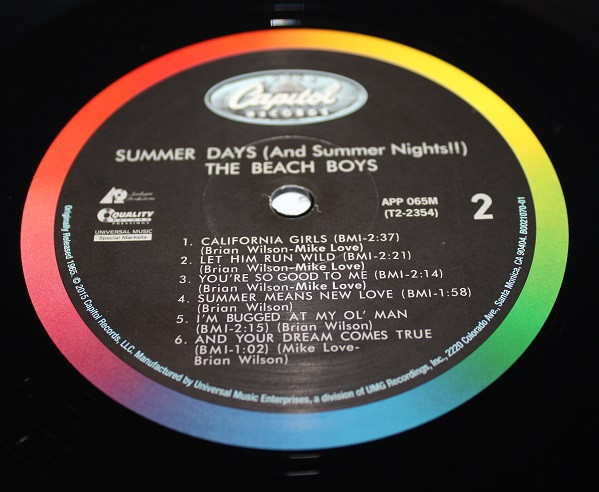 Capitol
RECORDS
SUMMER DAYS (And Summer Nights!!)
THE BEACH BOYS
Analogue
Productions
QUALITY
RECORD
PRESSINGS
UNIVERSAL MUSIC
Special Markets
APP 065M
(T2-2354)
2
1. CALIFORNIA GIRLS (BMI-2:37)
(Brian Wilson-Mike Love)
2. LET HIM RUN WILD (BMI-2:21)
(Brian Wilson-Mike Love)
3. YOU'RE SO GOOD TO ME (BMI-2:14)
(Brian Wilson-Mike Love)
4. SUMMER MEANS NEW LOVE (BMI-1:58)
(Brian Wilson)
5. I'M BUGGED AT MY OL' MAN
(BMI-2:15) (Brian Wilson)
6. AND YOUR DREAM COMES TRUE
(BMI-1:02) (Mike Love-
Brian Wilson)
Originally Released 1965. © 2015 Capitol Records, LLC. Manufactured by Universal Music Enterprises, a division of UMG Recordings, Inc., 2220 Colorado Ave., Santa Monica, CA 90404. B0021070-01